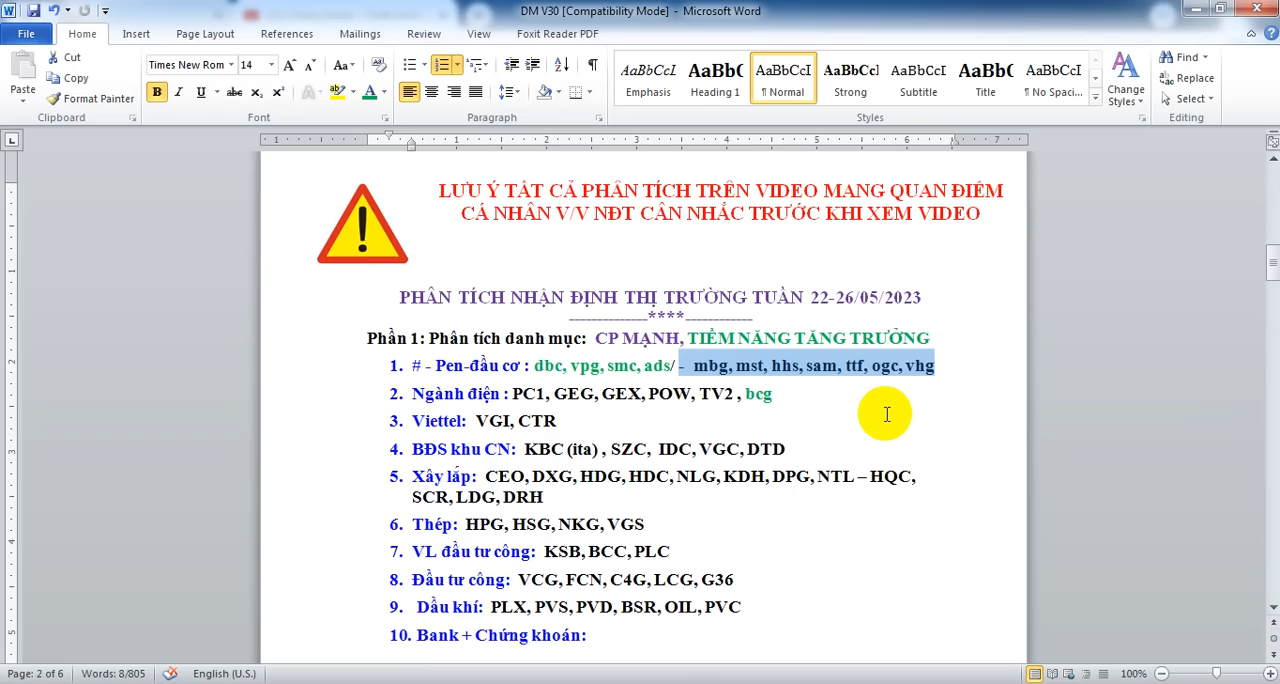 DM V30 [Compatibility Mode] - Microsoft Word
File Home Insert Page Layout References Mailings Review View Foxit Reader PDF
Paste
Cut
Copy
Format Painter
Clipboard
Times New Rom 14
Font
Paragraph
AaBbCcI AaBb( AaBbCcI AaBbCcl AaBbCcI AaBb( AaBbCcI
Emphasis Heading 1 ¶ Normal Strong Subtitle Title ¶ No Spaci...
Change Styles
Styles
Find
Replace
Select
Editing
LƯU Ý TẤT CẢ PHÂN TÍCH TRÊN VIDEO MANG QUAN ĐIỂM
CÁ NHÂN V/V NĐT CÂN NHẮC TRƯỚC KHI XEM VIDEO
PHÂN TÍCH NHẬN ĐỊNH THỊ TRƯỜNG TUẦN 22-26/05/2023
--------------****------------
Phần 1: Phân tích danh mục: CP MẠNH, TIỀM NĂNG TĂNG TRƯỞNG
1. # - Pen-đầu cơ : dbc, vpg, smc, ads/ - mbg, mst, hhs, sam, ttf, ogc, vhg
2. Ngành điện : PC1, GEG, GEX, POW, TV2 , bcg
3. Viettel: VGI, CTR
4. BĐS khu CN: KBC (ita) , SZC, IDC, VGC, DTD
5. Xây lắp: CEO, DXG, HDG, HDC, NLG, KDH, DPG, NTL – HQC,
SCR, LDG, DRH
6. Thép: HPG, HSG, NKG, VGS
7. VL đầu tư công: KSB, BCC, PLC
8. Đầu tư công: VCG, FCN, C4G, LCG, G36
9. Dầu khí: PLX, PVS, PVD, BSR, OIL, PVC
10. Bank + Chứng khoán:
Page: 2 of 6 Words: 8/805 English (U.S.) 100%